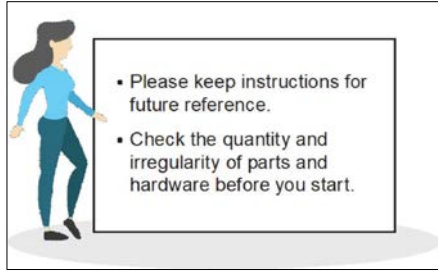 ▪ Please keep instructions for
future reference.
▪ Check the quantity and
irregularity of parts and
hardware before you start.